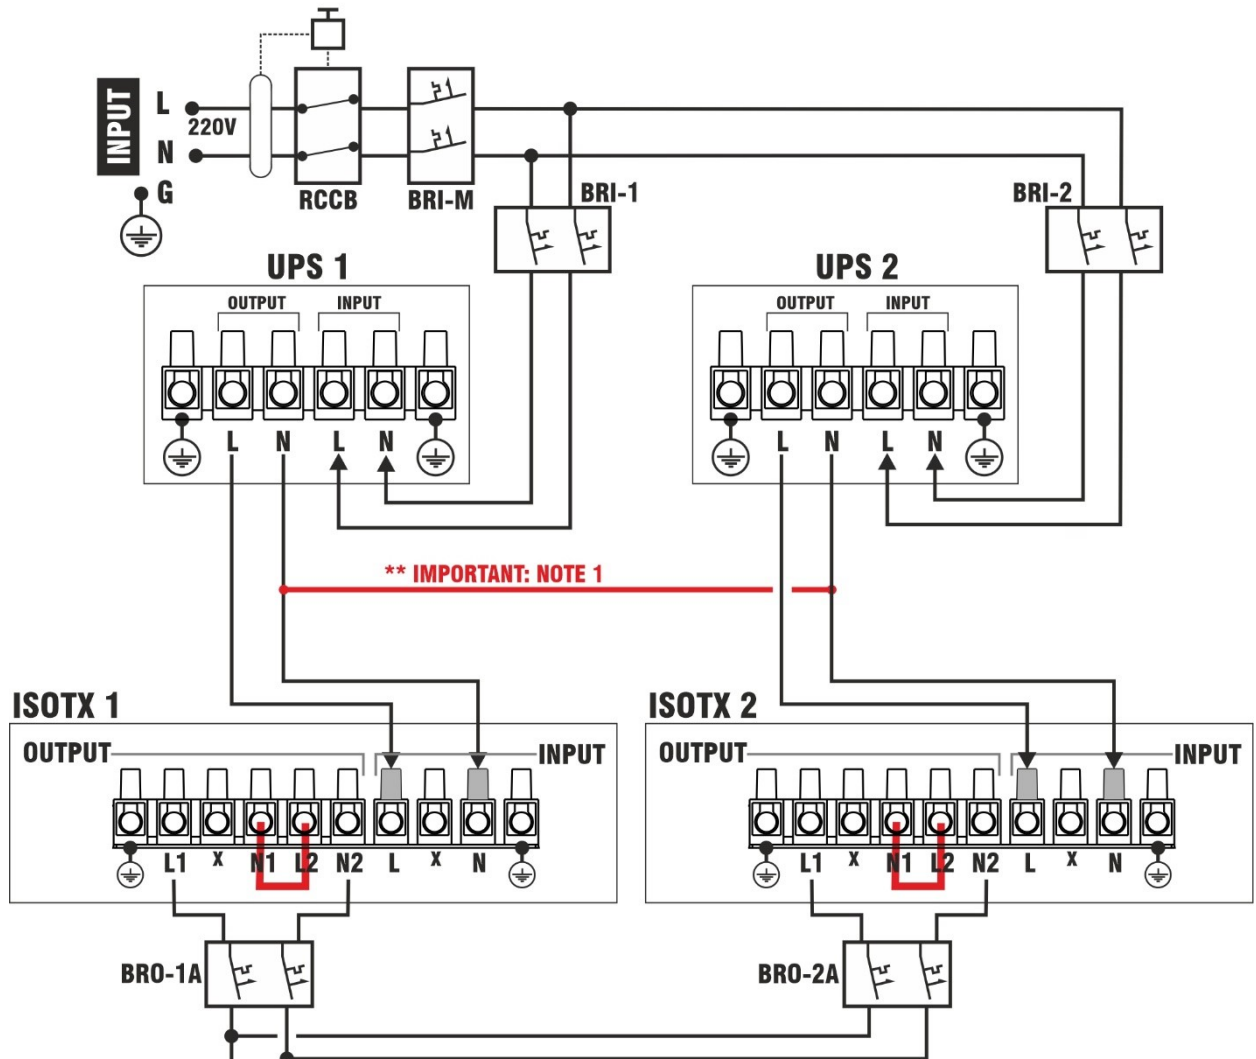 INPUT
L
220V
N
G
RCCB
BRI-M
BRI-1
BRI-2
UPS 1
OUTPUT
INPUT
L
N
L
N
UPS 2
OUTPUT
INPUT
L
N
L
N
** IMPORTANT: NOTE 1
ISOTX 1
OUTPUT
INPUT
L1
X
N1
L2
N2
L
X
N
BRO-1A
ISOTX 2
OUTPUT
INPUT
L1
X
N1
L2
N2
L
X
N
BRO-2A